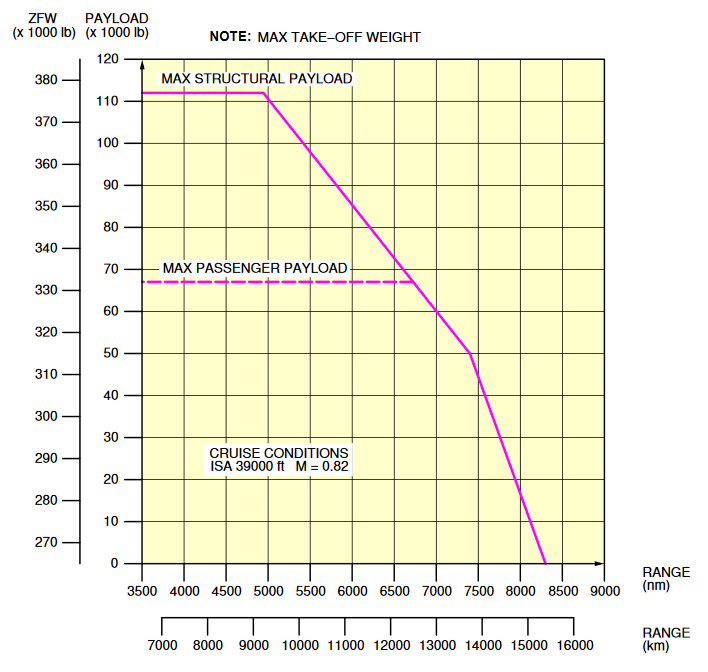 ZFW PAYLOAD
(x 1000 lb) (x 1000 lb)
NOTE: MAX TAKE–OFF WEIGHT
120
MAX STRUCTURAL PAYLOAD
380
110
370
100
360
90
350
80
340
70
MAX PASSENGER PAYLOAD
330
60
320
50
310
40
300
30
CRUISE CONDITIONS
ISA 39000 ft M = 0.82
290
20
280
10
270
0
RANGE
(nm)
3500 4000 4500 5000 5500 6000 6500 7000 7500 8000 8500 9000
RANGE
(km)
7000 8000 9000 10000 11000 12000 13000 14000 15000 16000